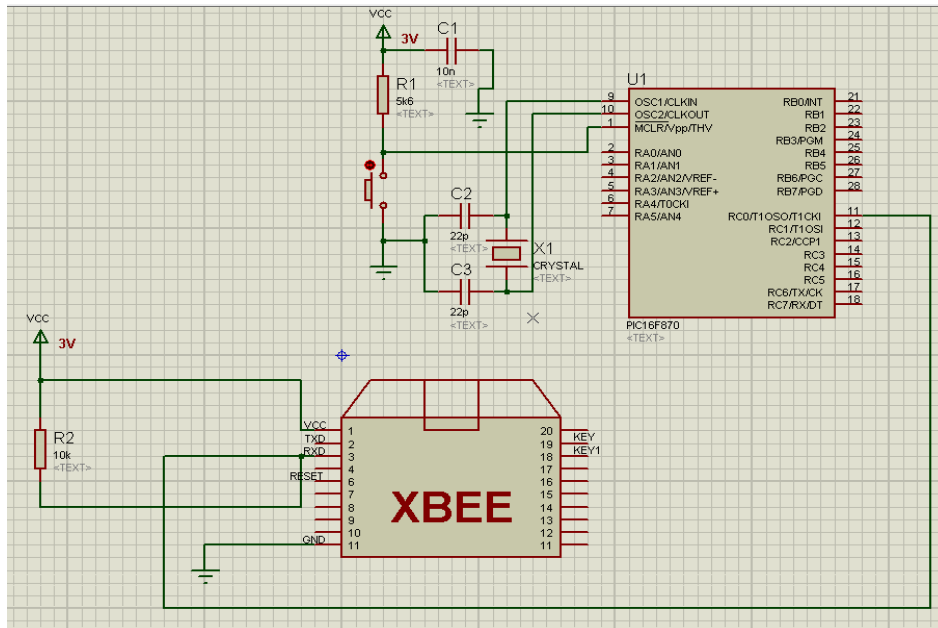 VCC
3V
C1
10n
<TEXT>
R1
5k6
<TEXT>
C2
22p
<TEXT>
X1
CRYSTAL
<TEXT>
C3
22p
<TEXT>
U1
9 OSC1/CLKIN RB0/INT 21
10 OSC2/CLKOUT RB1 22
1 MCLR/Vpp/THV RB2 23
RB3/PGM 24
2 RA0/AN0 RB4 25
3 RA1/AN1 RB5 26
4 RA2/AN2/VREF- RB6/PGC 27
5 RA3/AN3/VREF+ RB7/PGD 28
6 RA4/T0CKI
7 RA5/AN4 RC0/T1OSO/T1CKI 11
RC1/T1OSI 12
RC2/CCP1 13
RC3 14
RC4 15
RC5 16
RC6/TX/CK 17
RC7/RX/DT 18
PIC16F870
<TEXT>
VCC
3V
R2
10k
<TEXT>
VCC 1 20
TXD 2 19 KEY
RXD 3 18 KEY1
4 17
RESET 6 16
7 15
8 14
9 13
10 12
GND 11 11
XBEE